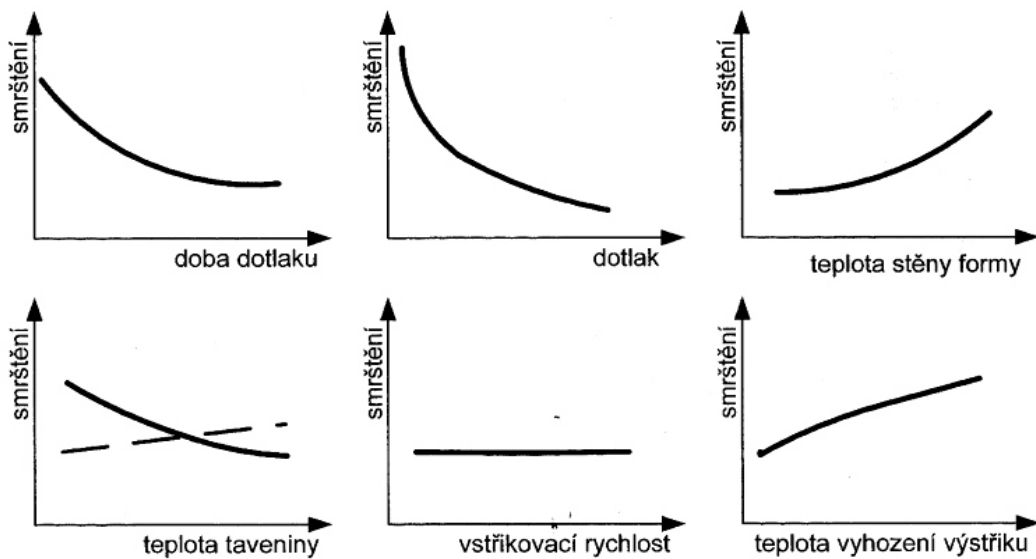 smrštění
doba dotlaku
smrštění
dotlak
smrštění
teplota stěny formy
smrštění
teplota taveniny
smrštění
vstřikovací rychlost
smrštění
teplota vyhození výstřiku